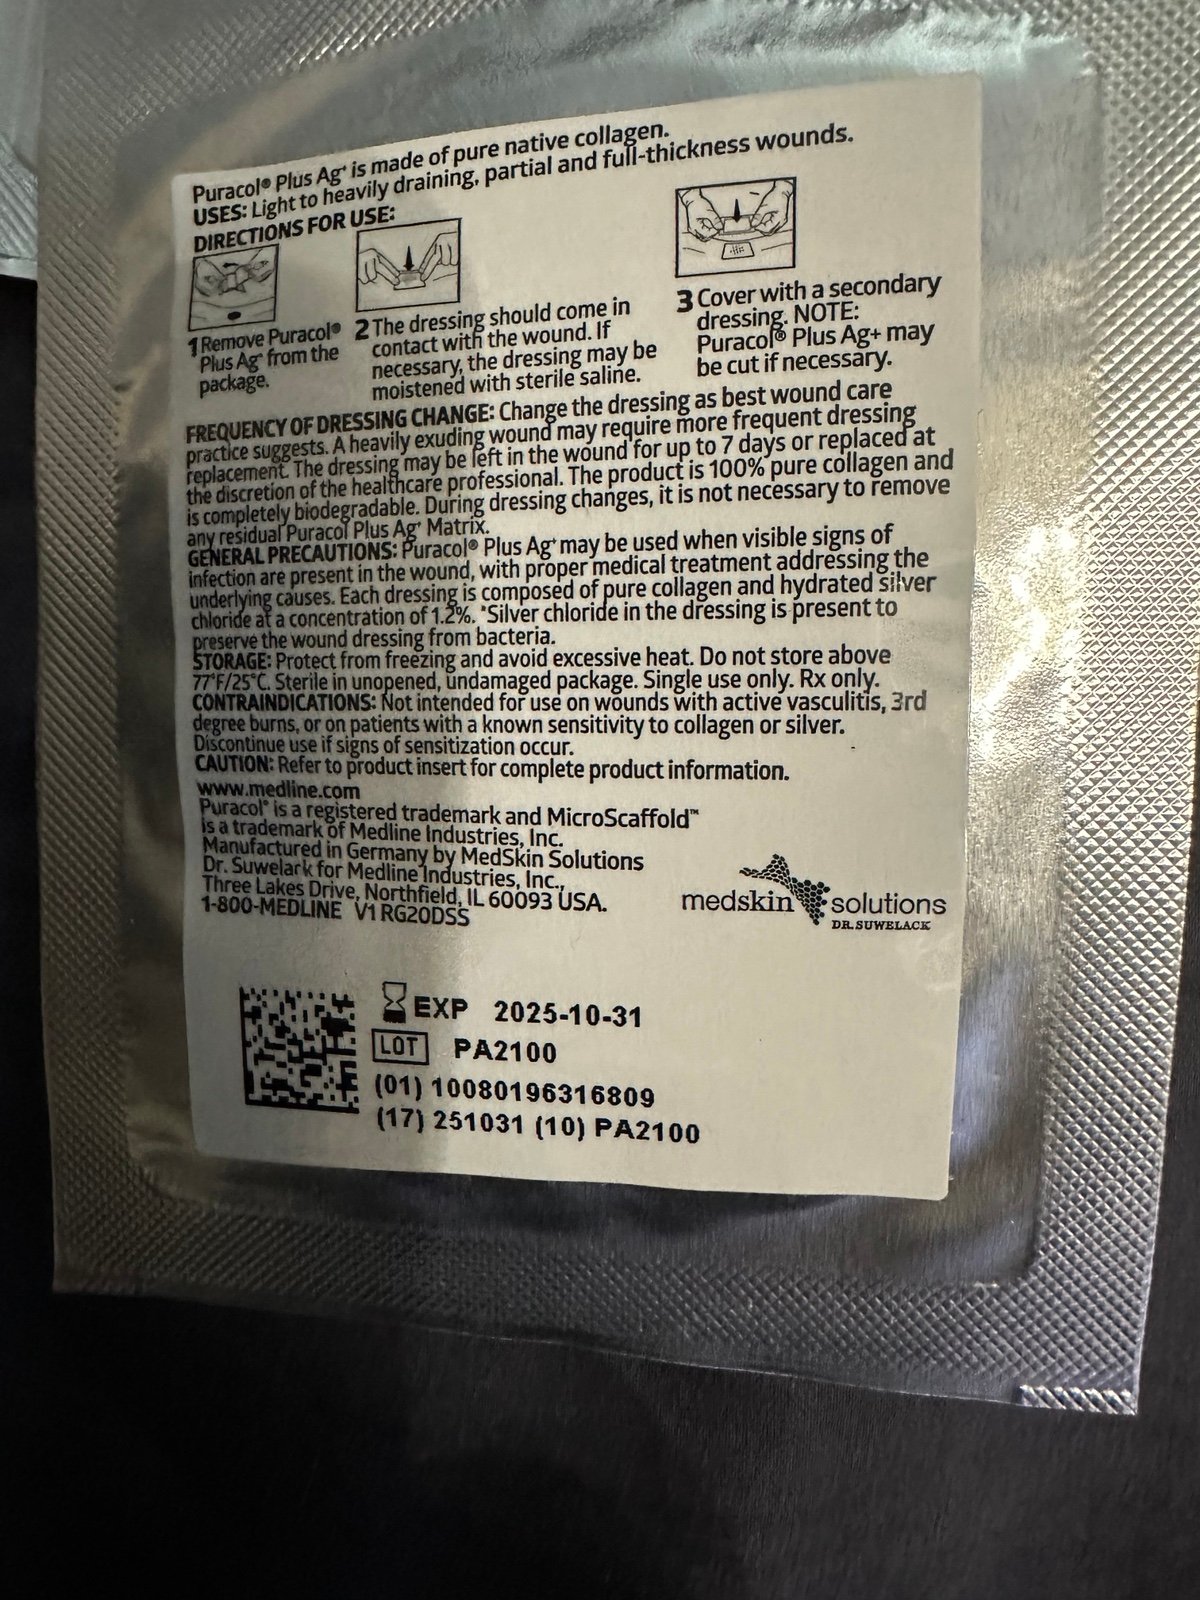 Puracol® Plus Ag⁺ is made of pure native collagen.
USES: Light to heavily draining, partial and full-thickness wounds.
DIRECTIONS FOR USE:
1 Remove Puracol®
Plus Ag⁺ from the
package.
2 The dressing should come in
contact with the wound. If
necessary, the dressing may be
moistened with sterile saline.
3 Cover with a secondary
dressing. NOTE:
Puracol® Plus Ag+ may
be cut if necessary.
FREQUENCY OF DRESSING CHANGE: Change the dressing as best wound care
practice suggests. A heavily exuding wound may require more frequent dressing
replacement. The dressing may be left in the wound for up to 7 days or replaced at
the discretion of the healthcare professional. The product is 100% pure collagen and
is completely biodegradable. During dressing changes, it is not necessary to remove
any residual Puracol Plus Ag⁺ Matrix.
GENERAL PRECAUTIONS: Puracol® Plus Ag⁺ may be used when visible signs of
infection are present in the wound, with proper medical treatment addressing the
underlying causes. Each dressing is composed of pure collagen and hydrated silver
chloride at a concentration of 1.2%. *Silver chloride in the dressing is present to
preserve the wound dressing from bacteria.
STORAGE: Protect from freezing and avoid excessive heat. Do not store above
77°F/25°C. Sterile in unopened, undamaged package. Single use only. Rx only.
CONTRAINDICATIONS: Not intended for use on wounds with active vasculitis, 3rd
degree burns, or on patients with a known sensitivity to collagen or silver.
Discontinue use if signs of sensitization occur.
CAUTION: Refer to product insert for complete product information.
www.medline.com
Puracol® is a registered trademark and MicroScaffold™
is a trademark of Medline Industries, Inc.
Manufactured in Germany by MedSkin Solutions
Dr. Suwelark for Medline Industries, Inc.,
Three Lakes Drive, Northfield, IL 60093 USA.
1-800-MEDLINE V1 RG20DSS
medskin solutions
DR.SUWELACK
EXP 2025-10-31
LOT PA2100
(01) 10080196316809
(17) 251031 (10) PA2100